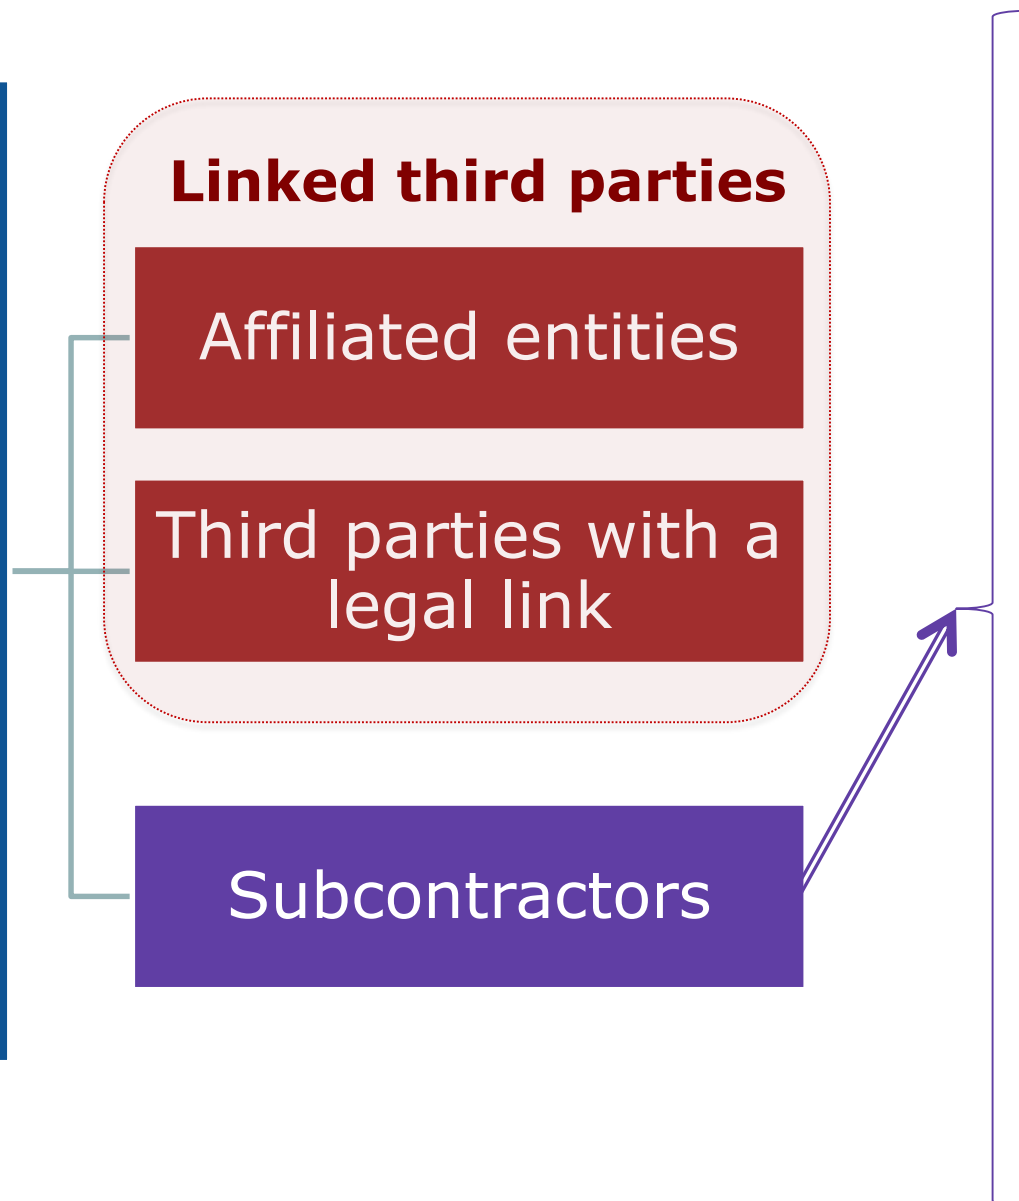 Linked third parties
Affiliated entities
Third parties with a
legal link
Subcontractors